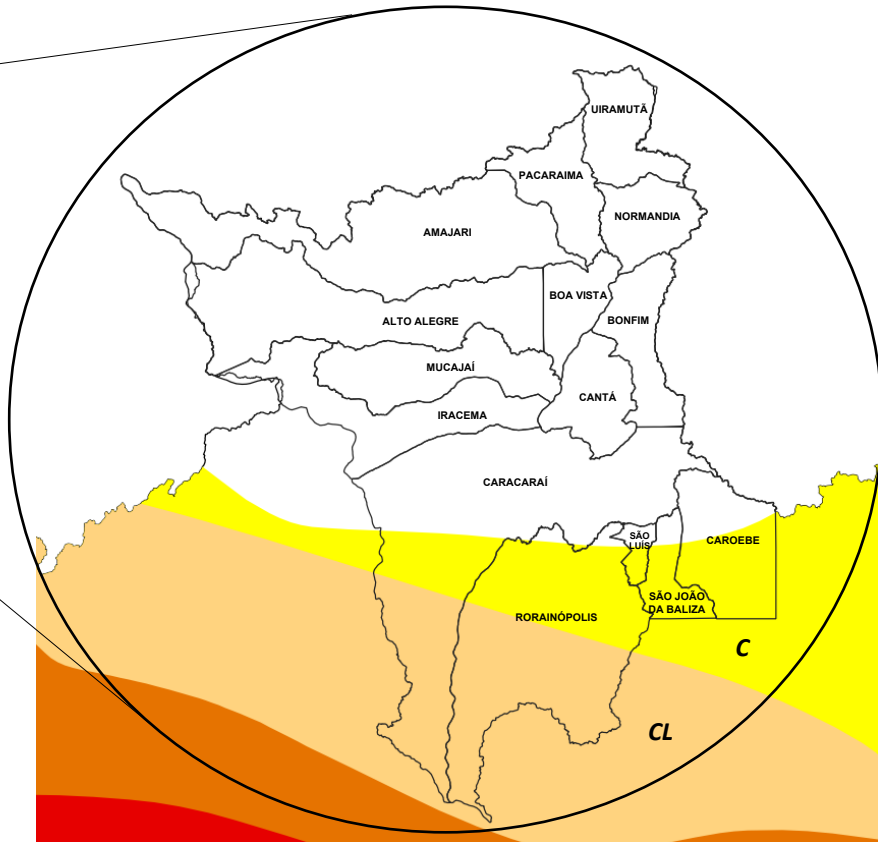 UIRAMUTÃ
PACARAIMA
NORMANDIA
AMAJARI
BOA VISTA
ALTO ALEGRE
BONFIM
MUCAJAÍ
CANTÁ
IRACEMA
CARACARAÍ
SÃO
LUÍS
CAROEBE
SÃO JOÃO
DA BALIZA
RORAINÓPOLIS
C
CL